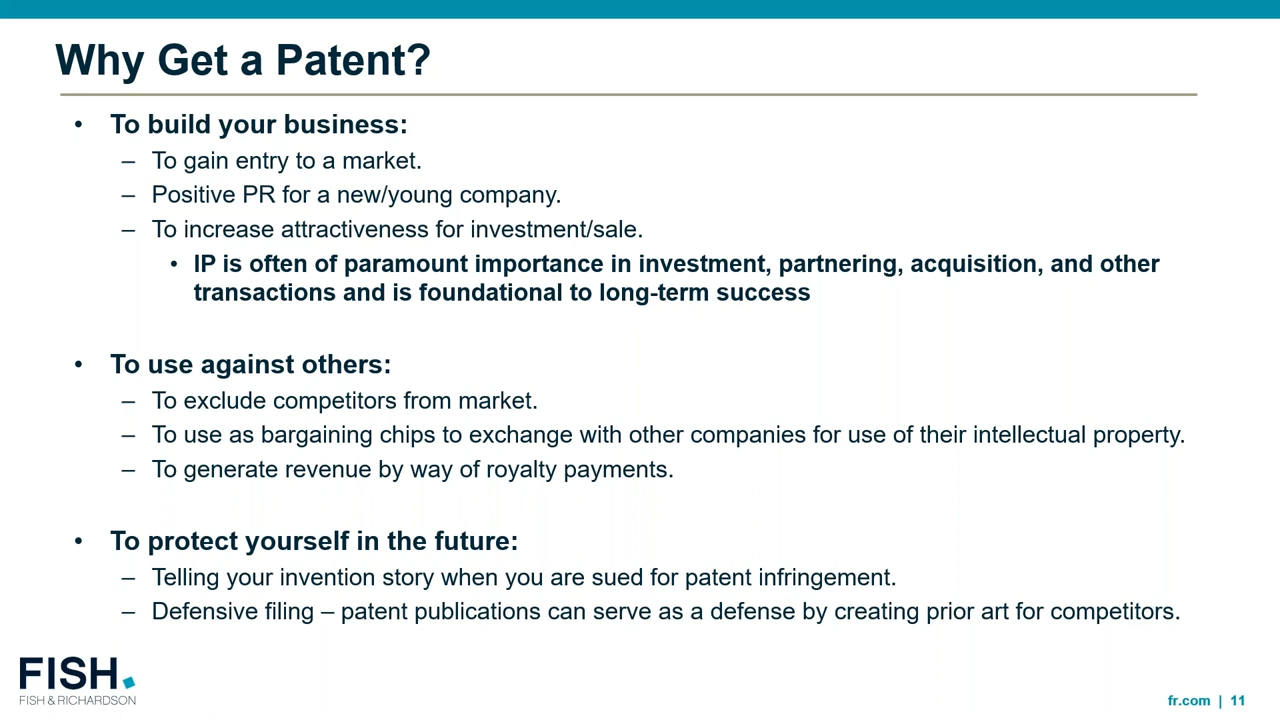 Why Get a Patent?
• To build your business:
– To gain entry to a market.
– Positive PR for a new/young company.
– To increase attractiveness for investment/sale.
• IP is often of paramount importance in investment, partnering, acquisition, and other
transactions and is foundational to long-term success
• To use against others:
– To exclude competitors from market.
– To use as bargaining chips to exchange with other companies for use of their intellectual property.
– To generate revenue by way of royalty payments.
• To protect yourself in the future:
– Telling your invention story when you are sued for patent infringement.
– Defensive filing – patent publications can serve as a defense by creating prior art for competitors.
FISH.
FISH & RICHARDSON
fr.com | 11